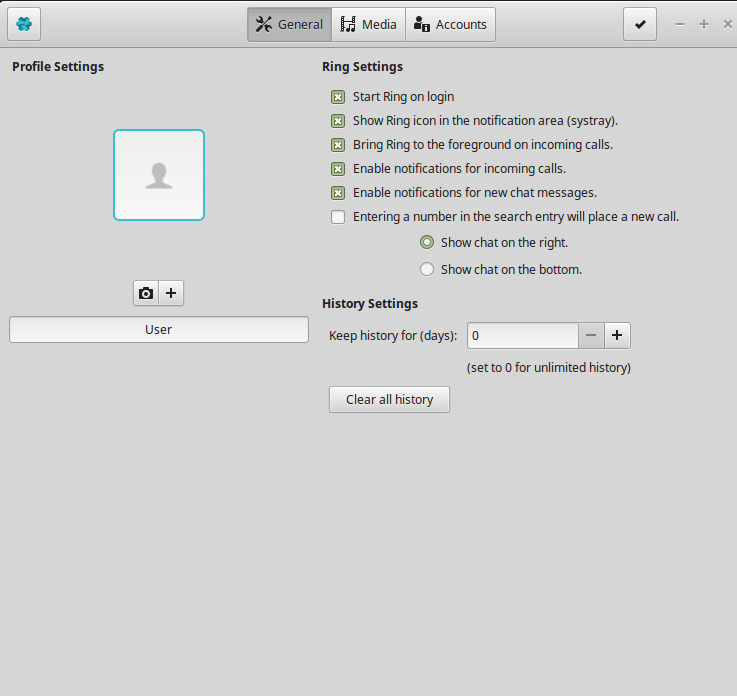 General
Media
Accounts
Profile Settings
User
Ring Settings
Start Ring on login
Show Ring icon in the notification area (systray).
Bring Ring to the foreground on incoming calls.
Enable notifications for incoming calls.
Enable notifications for new chat messages.
Entering a number in the search entry will place a new call.
Show chat on the right.
Show chat on the bottom.
History Settings
Keep history for (days): 0
(set to 0 for unlimited history)
Clear all history